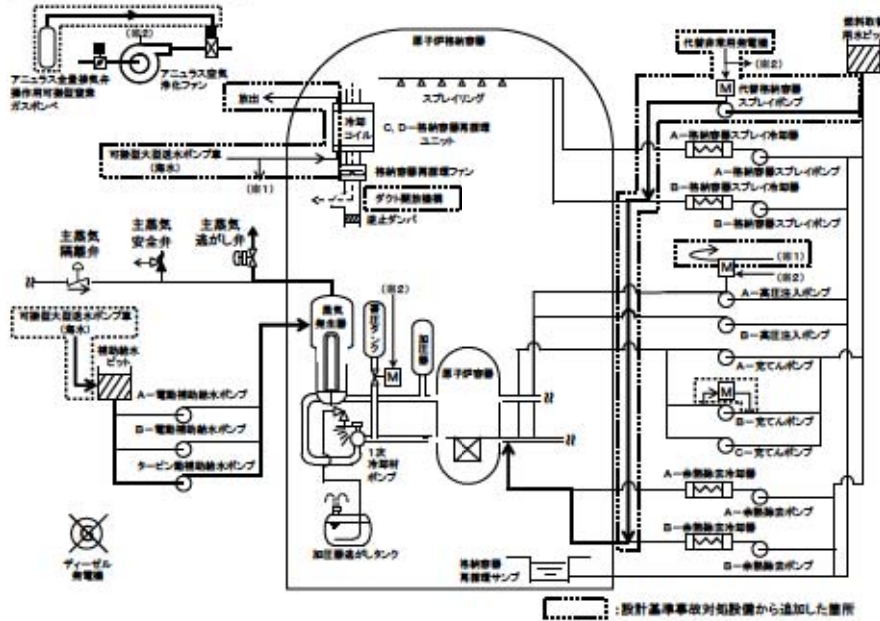 原子炉格納容器
燃料取替
用水ピット
代替非常用発電機
(※2)
(※2)
アニュラス全量排気弁
操作用可搬型窒素
ガスボンベ
アニュラス空気
浄化ファン
放出
冷却
コイル
C, D-格納容器再循環
ユニット
スプレイリング
M
代替格納容器
スプレイポンプ
A-格納容器スプレイ冷却器
A-格納容器スプレイポンプ
B-格納容器スプレイ冷却器
B-格納容器スプレイポンプ
可搬型大型送水ポンプ車
(海水)
(※1)
格納容器再循環ファン
ダクト開放機構
逆止ダンパ
主蒸気
隔離弁
主蒸気
安全弁
主蒸気
逃がし弁
(※1)
M
(※2)
A-高圧注入ポンプ
B-高圧注入ポンプ
A-充てんポンプ
M
B-充てんポンプ
C-充てんポンプ
可搬型大型送水ポンプ車
(海水)
補助給水
ピット
A-電動補助給水ポンプ
B-電動補助給水ポンプ
タービン動補助給水ポンプ
蒸気
発生器
蓄圧タンク
(※2)
M
加圧器
原子炉容器
1次
冷却材
ポンプ
加圧器逃がしタンク
A-余熱除去冷却器
A-余熱除去ポンプ
B-余熱除去冷却器
B-余熱除去ポンプ
格納容器
再循環サンプ
ディーゼル
発電機
:設計基準事故対処設備から追加した箇所